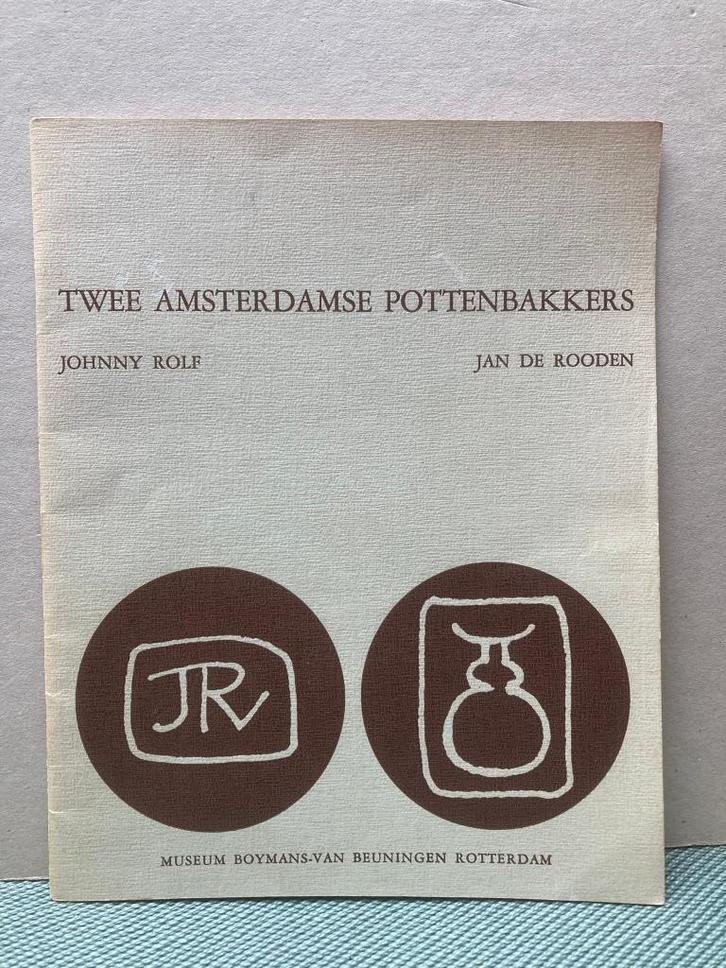 TWEE AMSTERDAMSE POTTENBAKKERS
JOHNNY ROLF JAN DE ROODEN
JR
MUSEUM BOYMANS-VAN BEUNINGEN ROTTERDAM